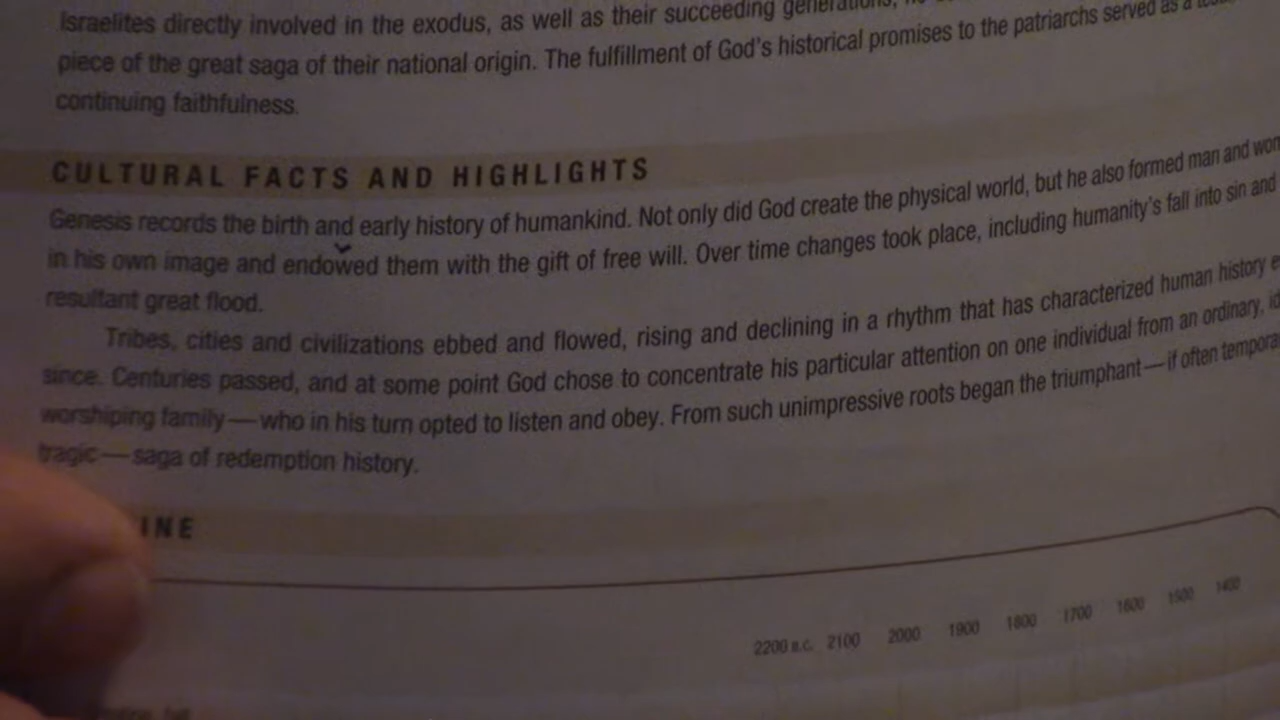 Israelites directly involved in the exodus, as well as their succeeding generations,
piece of the great saga of their national origin. The fulfillment of God's historical promises to the patriarchs served as a
continuing faithfulness.
CULTURAL FACTS AND HIGHLIGHTS
Genesis records the birth and early history of humankind. Not only did God create the physical world, but he also formed man and
in his own image and endowed them with the gift of free will. Over time changes took place, including humanity's fall into sin and
resultant great flood.
Tribes, cities and civilizations ebbed and flowed, rising and declining in a rhythm that has characterized human history
since. Centuries passed, and at some point God chose to concentrate his particular attention on one individual from an ordinary,
worshiping family—who in his turn opted to listen and obey. From such unimpressive roots began the triumphant—if often
tragic—saga of redemption history.
INE
2200 B.C. 2100 2000 1900 1800 1700 1600 1500 1400